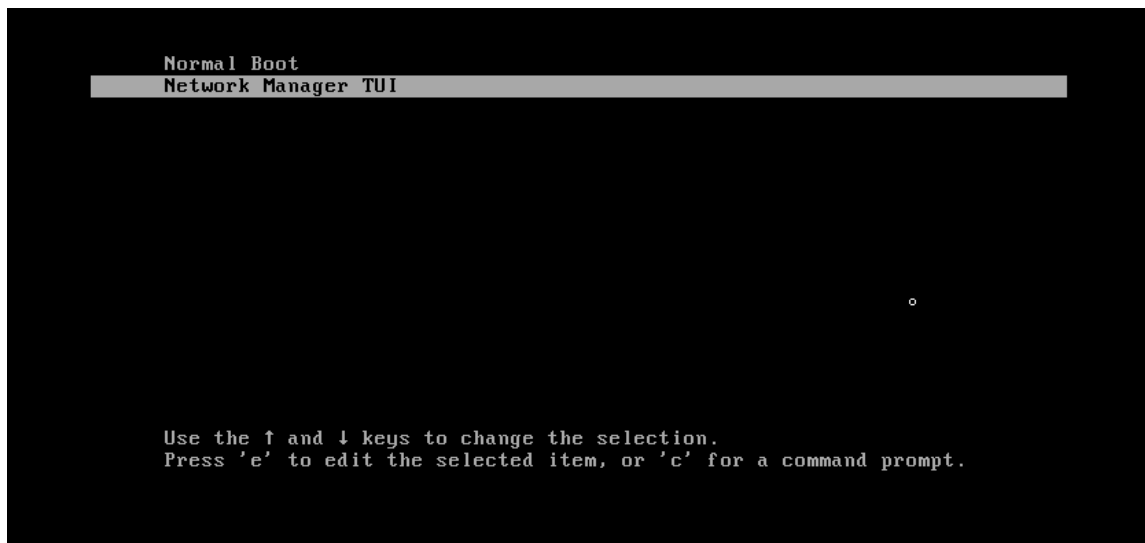 Normal Boot
Network Manager TUI
Use the ↑ and ↓ keys to change the selection.
Press 'e' to edit the selected item, or 'c' for a command prompt.